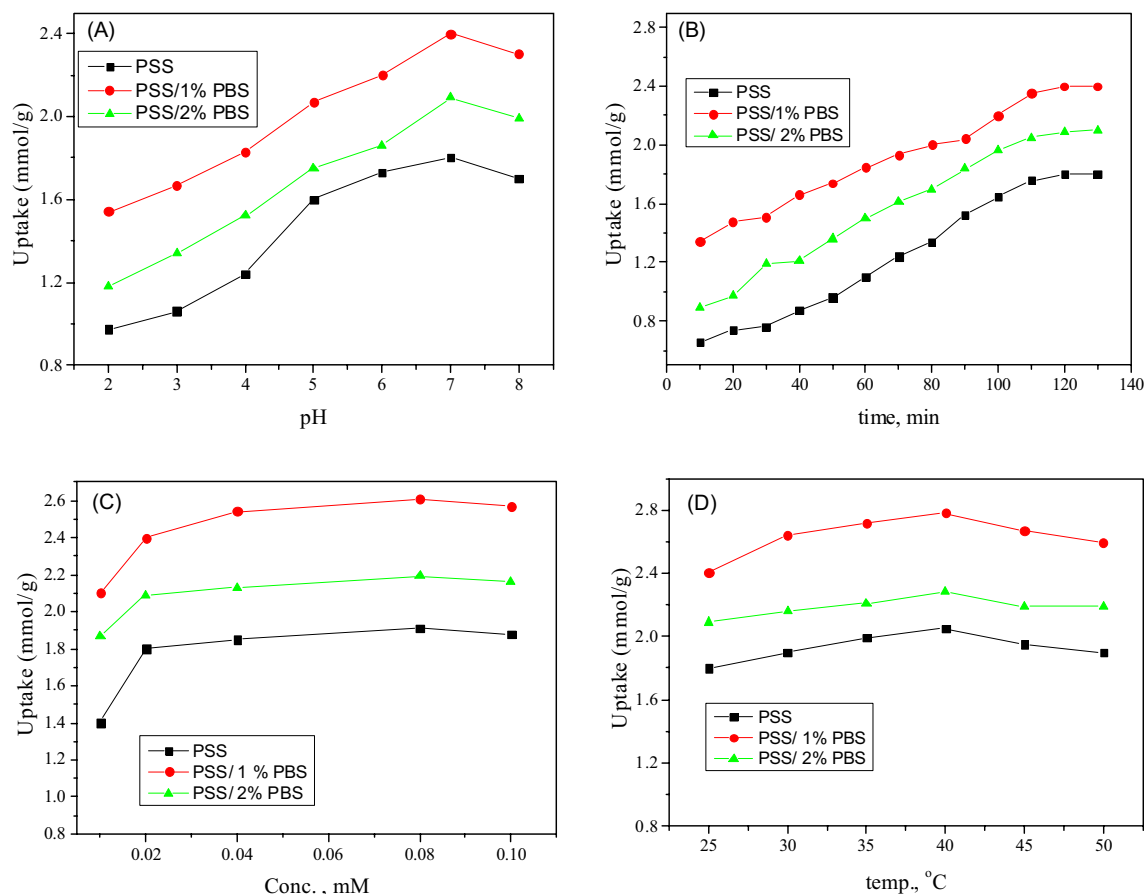 (A)
PSS
PSS/1% PBS
PSS/2% PBS
Uptake (mmol/g)
2.4
2.0
1.6
1.2
0.8
2 3 4 5 6 7 8
pH
(B)
PSS
PSS/1% PBS
PSS/ 2% PBS
Uptake (mmol/g)
2.8
2.4
2.0
1.6
1.2
0.8
0 20 40 60 80 100 120 140
time, min
(C)
PSS
PSS/ 1 % PBS
PSS/ 2% PBS
Uptake (mmol/g)
2.6
2.4
2.2
2.0
1.8
1.6
1.4
1.2
1.0
0.8
0.02 0.04 0.06 0.08 0.10
Conc. , mM
(D)
PSS
PSS/ 1% PBS
PSS/ 2% PBS
Uptake (mmol/g)
2.8
2.4
2.0
1.6
1.2
0.8
25 30 35 40 45 50
temp., °C